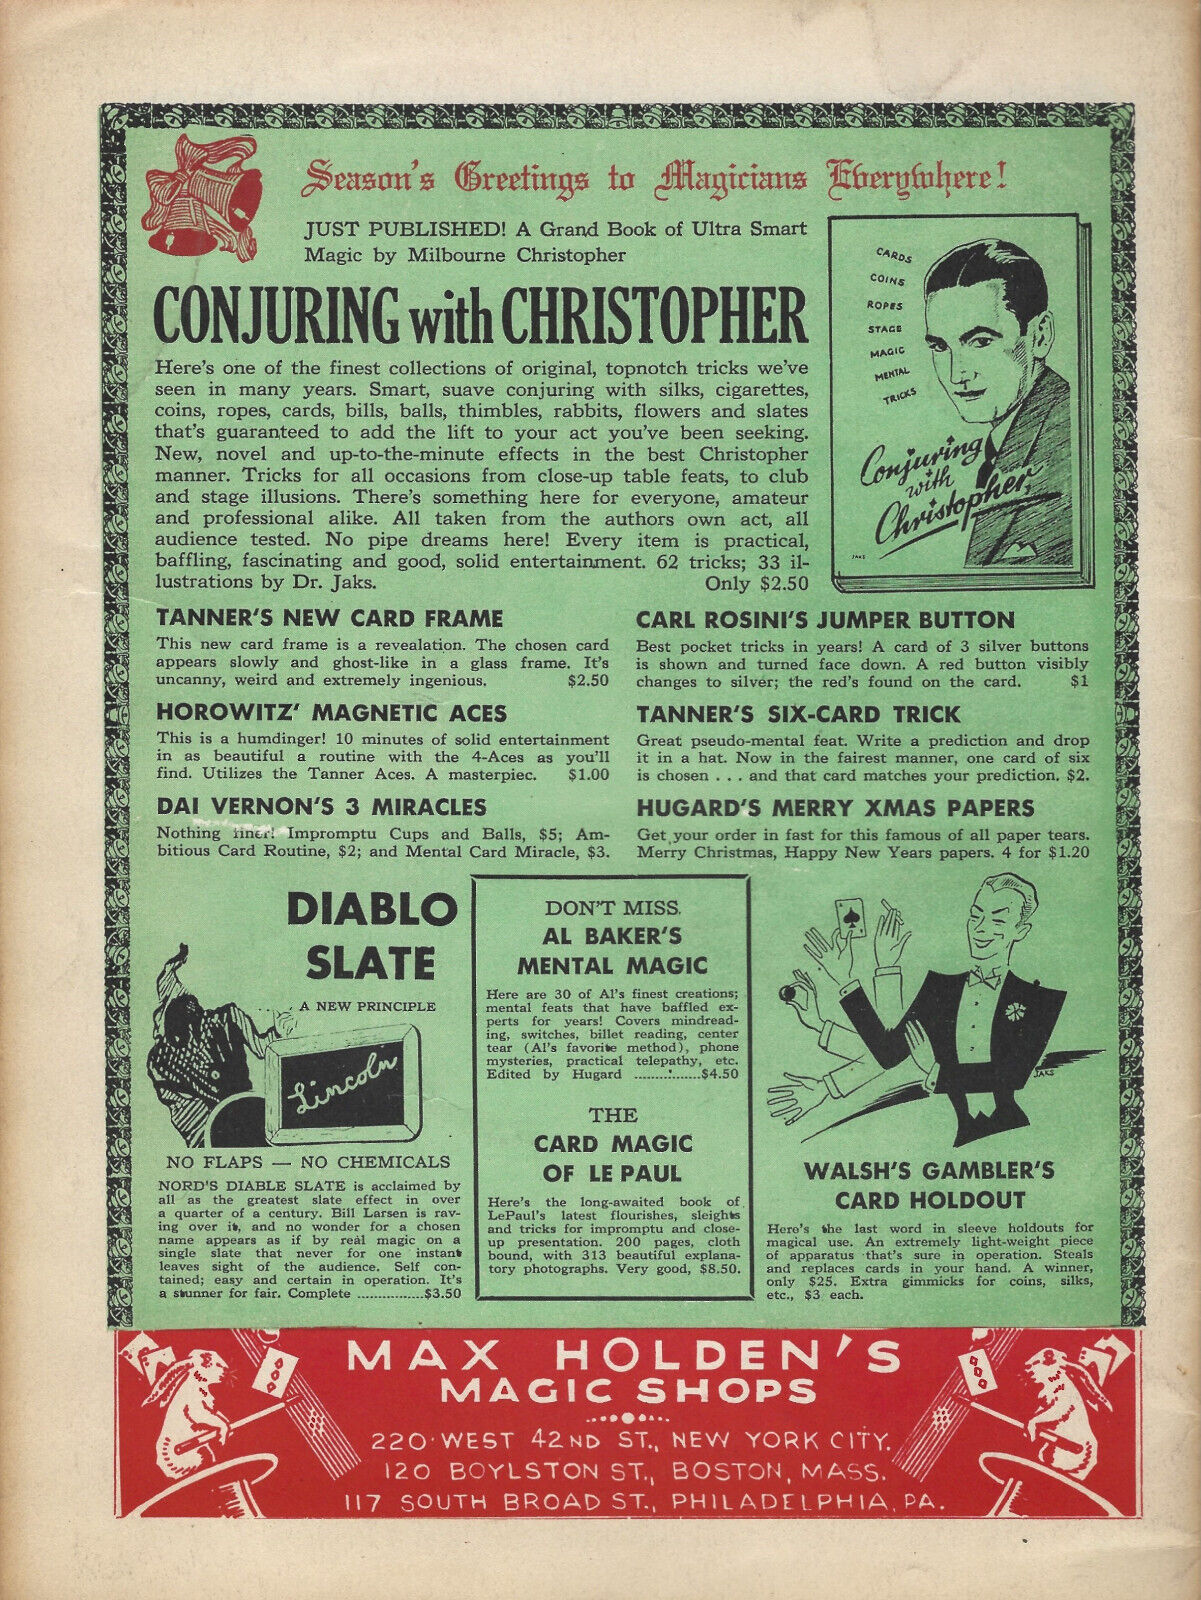 Season's Greetings to Magicians Everywhere!
JUST PUBLISHED! A Grand Book of Ultra Smart
Magic by Milbourne Christopher
CONJURING with CHRISTOPHER
Here's one of the finest collections of original, topnotch tricks we've
seen in many years. Smart, suave conjuring with silks, cigarettes,
coins, ropes, cards, bills, balls, thimbles, rabbits, flowers and slates
that's guaranteed to add the lift to your act you've been seeking.
New, novel and up-to-the-minute effects in the best Christopher
manner. Tricks for all occasions from close-up table feats, to club
and stage illusions. There's something here for everyone, amateur
and professional alike. All taken from the authors own act, all
audience tested. No pipe dreams here! Every item is practical,
baffling, fascinating and good, solid entertainment. 62 tricks; 33 il-
lustrations by Dr. Jaks. Only $2.50
CARDS
COINS
ROPES
STAGE
MAGIC
MENTAL
TRICKS
Conjuring
with
Christopher
JAKS
TANNER'S NEW CARD FRAME
This new card frame is a revealation. The chosen card
appears slowly and ghost-like in a glass frame. It's
uncanny, weird and extremely ingenious. $2.50
HOROWITZ' MAGNETIC ACES
This is a humdinger! 10 minutes of solid entertainment
in as beautiful a routine with the 4-Aces as you'll
find. Utilizes the Tanner Aces. A masterpiec. $1.00
DAI VERNON'S 3 MIRACLES
Nothing finer! Impromptu Cups and Balls, $5; Am-
bitious Card Routine, $2; and Mental Card Miracle, $3.
CARL ROSINI'S JUMPER BUTTON
Best pocket tricks in years! A card of 3 silver buttons
is shown and turned face down. A red button visibly
changes to silver; the red's found on the card. $1
TANNER'S SIX-CARD TRICK
Great pseudo-mental feat. Write a prediction and drop
it in a hat. Now in the fairest manner, one card of six
is chosen . . . and that card matches your prediction. $2.
HUGARD'S MERRY XMAS PAPERS
Get your order in fast for this famous of all paper tears.
Merry Christmas, Happy New Years papers. 4 for $1.20
DIABLO
SLATE
A NEW PRINCIPLE
Lincoln
NO FLAPS — NO CHEMICALS
NORD'S DIABLE SLATE is acclaimed by
all as the greatest slate effect in over
a quarter of a century. Bill Larsen is rav-
ing over it, and no wonder for a chosen
name appears as if by real magic on a
single slate that never for one instant
leaves sight of the audience. Self con-
tained; easy and certain in operation. It's
a stunner for fair. Complete ................$3.50
DON'T MISS
AL BAKER'S
MENTAL MAGIC
Here are 30 of Al's finest creations;
mental feats that have baffled ex-
perts for years! Covers mindread-
ing, switches, billet reading, center
tear (Al's favorite method), phone
mysteries, practical telepathy, etc.
Edited by Hugard ................$4.50
THE
CARD MAGIC
OF LE PAUL
Here's the long-awaited book of
LePaul's latest flourishes, sleights
and tricks for impromptu and close-
up presentation. 200 pages, cloth
bound, with 313 beautiful explana-
tory photographs. Very good, $8.50.
JAKS
WALSH'S GAMBLER'S
CARD HOLDOUT
Here's the last word in sleeve holdouts for
magical use. An extremely light-weight piece
of apparatus that's sure in operation. Steals
and replaces cards in your hand. A winner,
only $25. Extra gimmicks for coins, silks,
etc., $3 each.
MAX HOLDEN'S
MAGIC SHOPS
220 WEST 42ND ST., NEW YORK CITY.
120 BOYLSTON ST., BOSTON, MASS.
117 SOUTH BROAD ST., PHILADELPHIA, PA.